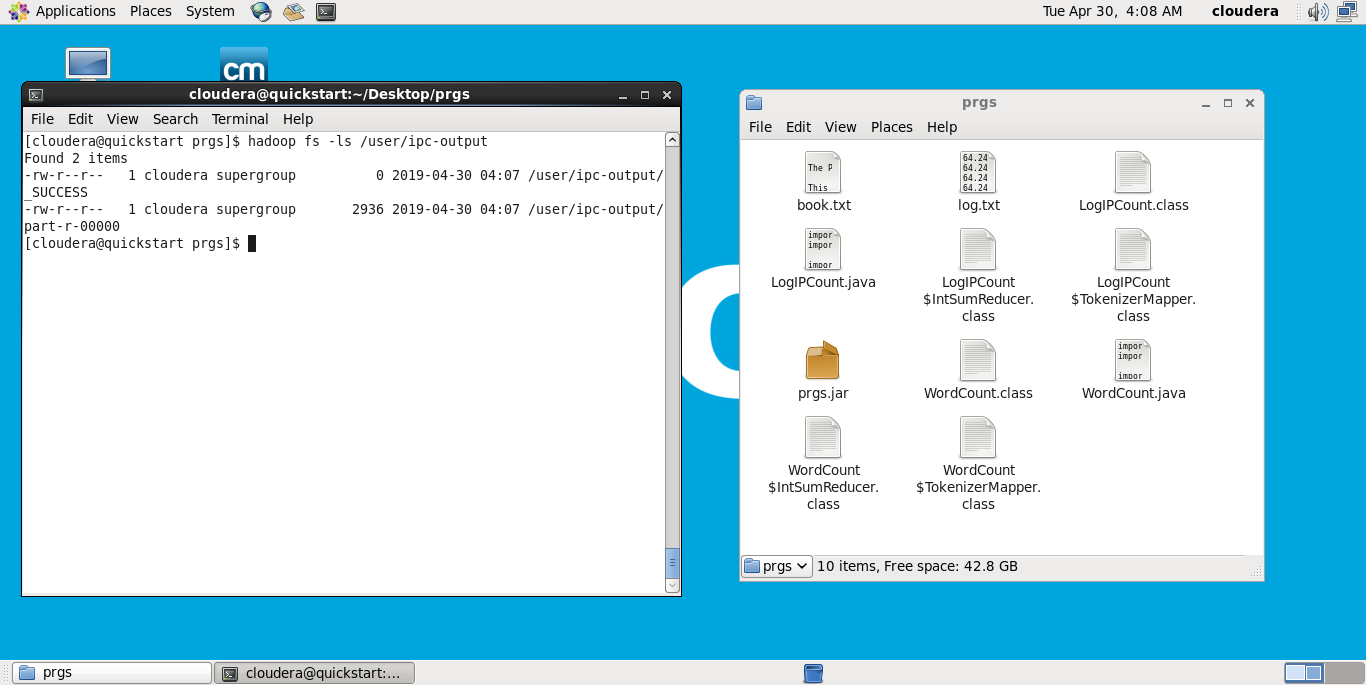 Applications Places System
Tue Apr 30, 4:08 AM cloudera
cm
cloudera@quickstart:~/Desktop/prgs
File Edit View Search Terminal Help
[cloudera@quickstart prgs]$ hadoop fs -ls /user/ipc-output
Found 2 items
-rw-r--r--   1 cloudera supergroup          0 2019-04-30 04:07 /user/ipc-output/
_SUCCESS
-rw-r--r--   1 cloudera supergroup       2936 2019-04-30 04:07 /user/ipc-output/
part-r-00000
[cloudera@quickstart prgs]$
prgs
File Edit View Places Help
The P
This
book.txt
64.24
64.24
64.24
64.24
log.txt
LogIPCount.class
impor
impor
impor
LogIPCount.java
LogIPCount
$IntSumReducer.
class
LogIPCount
$TokenizerMapper.
class
prgs.jar
WordCount.class
impor
impor
impor
WordCount.java
WordCount
$IntSumReducer.
class
WordCount
$TokenizerMapper.
class
prgs
10 items, Free space: 42.8 GB
prgs
cloudera@quickstart:...